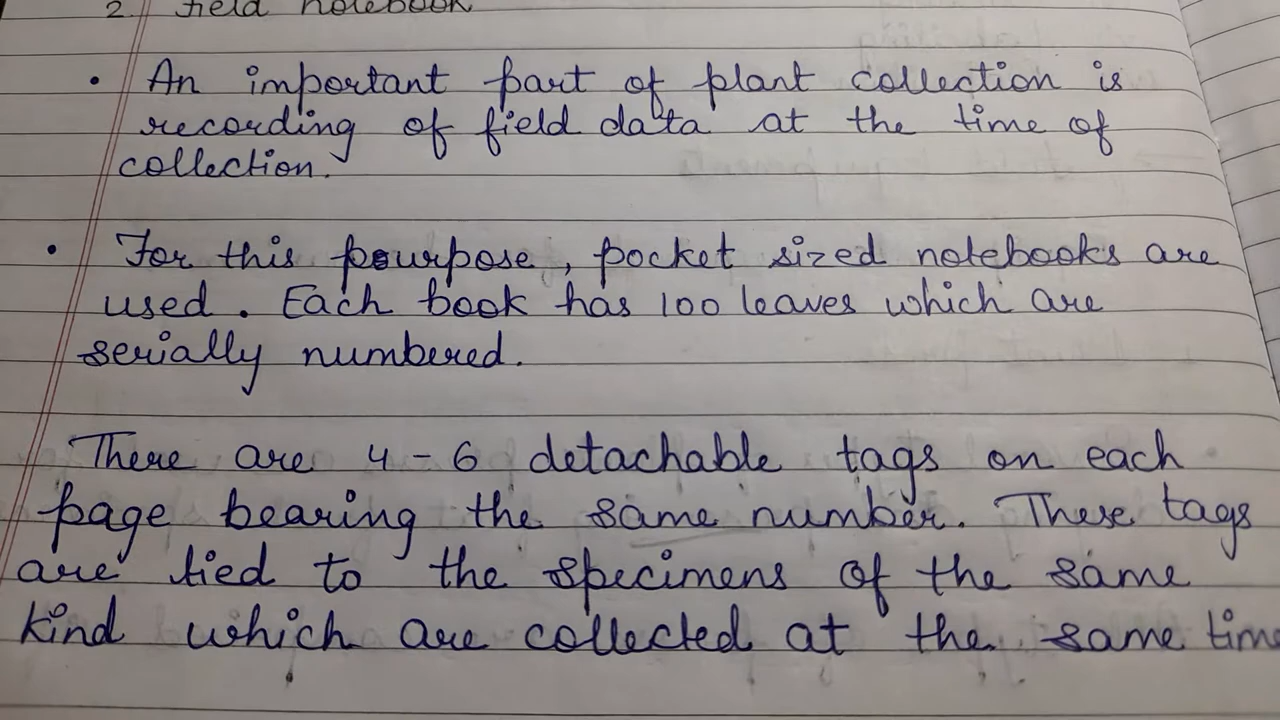 2. Field notebook
• An important part of plant collection is
recording of field data at the time of
collection.
• For this pourpose, pocket sized notebooks are
used. Each book has 100 leaves which are
serially numbered.
There are 4-6 detachable tags on each
page bearing the same number. These tags
are tied to the specimens of the same
kind which are collected at the same time